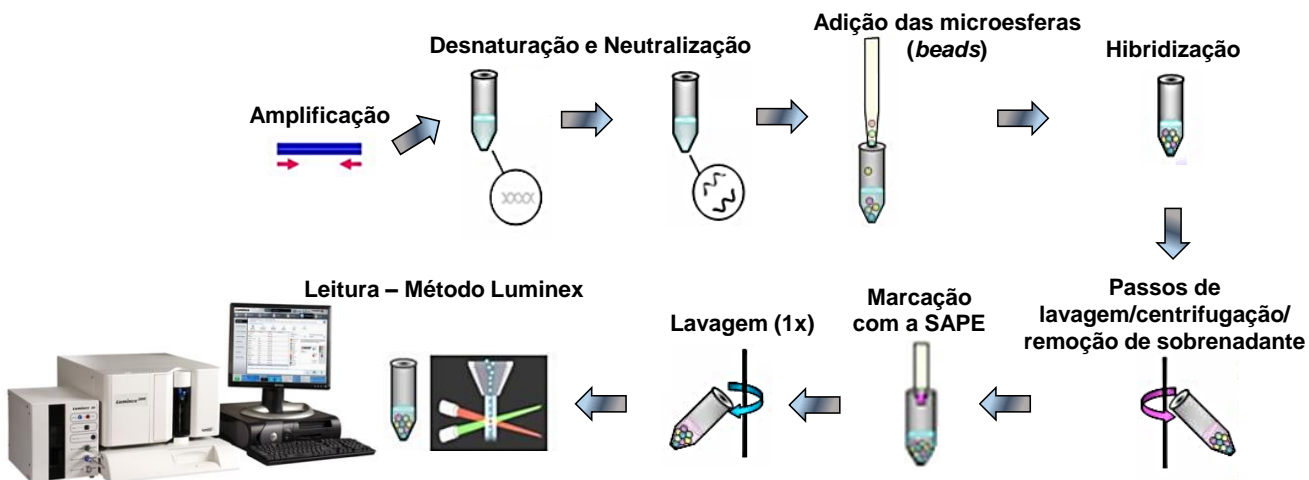 Amplificação
Desnaturação e Neutralização
Adição das microesferas
(beads)
Hibridização
Passos de
lavagem/centrifugação/
remoção de sobrenadante
Marcação
com a SAPE
Lavagem (1x)
Leitura – Método Luminex